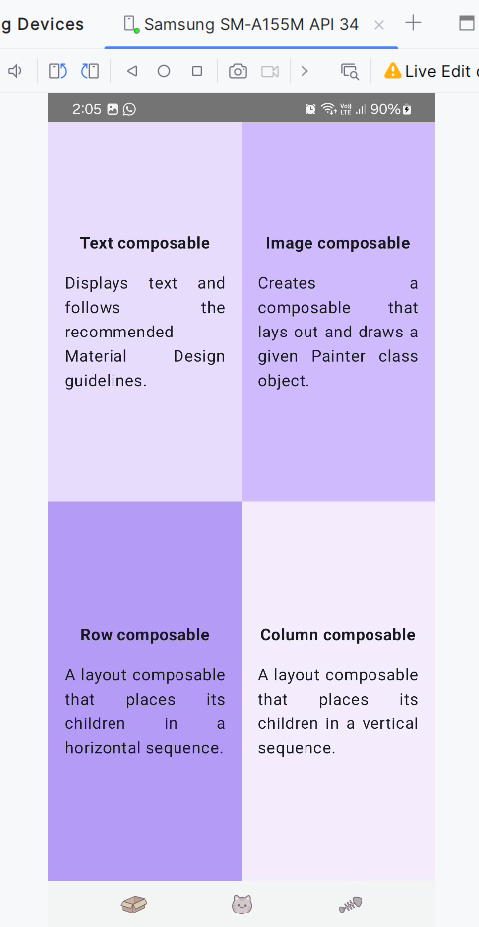 g Devices
Samsung SM-A155M API 34
Live Edit
2:05
Vo)) LTE
90%
Text composable
Displays text and
follows the
recommended
Material Design
guidelines.
Image composable
Creates a
composable that
lays out and draws a
given Painter class
object.
Row composable
A layout composable
that places its
children in a
horizontal sequence.
Column composable
A layout composable
that places its
children in a vertical
sequence.